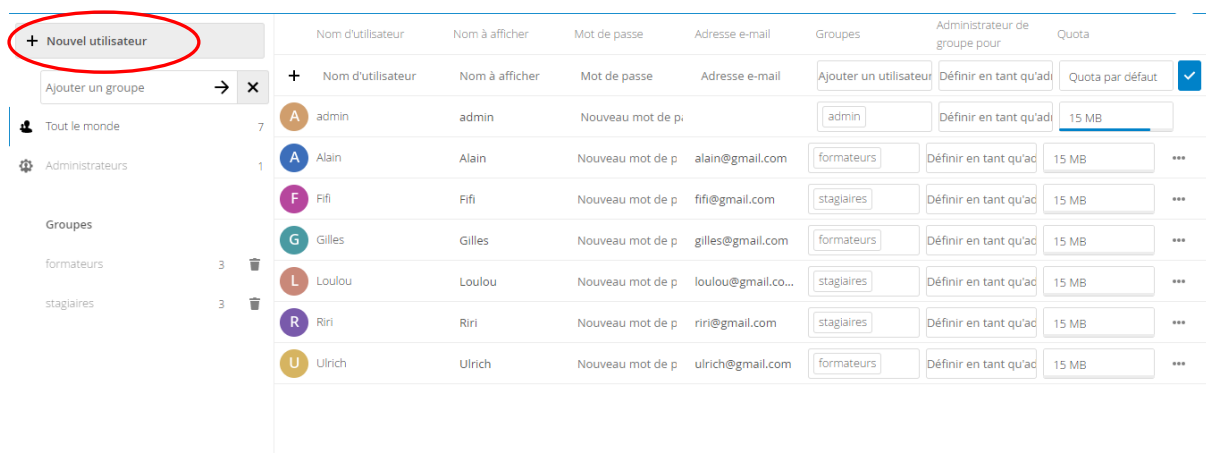 + Nouvel utilisateur
Ajouter un groupe
Tout le monde 7
Administrateurs 1
Groupes
formateurs 3
stagiaires 3
Nom d'utilisateur Nom à afficher Mot de passe Adresse e-mail Groupes Administrateur de groupe pour Quota
+ Nom d'utilisateur Nom à afficher Mot de passe Adresse e-mail Ajouter un utilisateur Définir en tant qu'adı Quota par défaut
A admin admin Nouveau mot de pa admin Définir en tant qu'adı 15 MB
A Alain Alain Nouveau mot de p alain@gmail.com formateurs Définir en tant qu'ad 15 MB
F Fifi Fifi Nouveau mot de p fifi@gmail.com stagiaires Définir en tant qu'ad 15 MB
G Gilles Gilles Nouveau mot de p gilles@gmail.com formateurs Définir en tant qu'ad 15 MB
L Loulou Loulou Nouveau mot de p loulou@gmail.co... stagiaires Définir en tant qu'ad 15 MB
R Riri Riri Nouveau mot de p riri@gmail.com stagiaires Définir en tant qu'ad 15 MB
U Ulrich Ulrich Nouveau mot de p ulrich@gmail.com formateurs Définir en tant qu'ad 15 MB